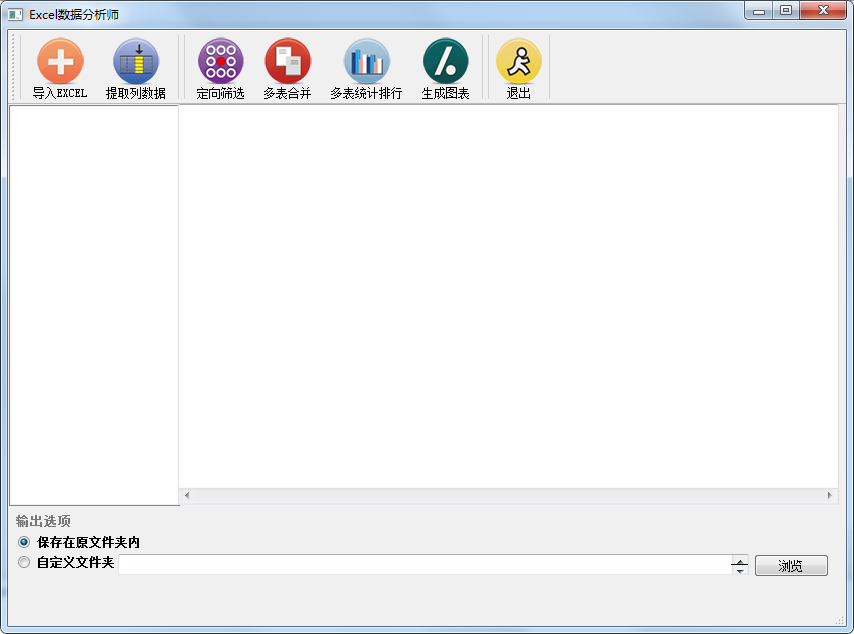 Excel数据分析师
导入EXCEL 提取列数据 定向筛选 多表合并 多表统计排行 生成图表 退出
输出选项
保存在原文件夹内
自定义文件夹 浏览